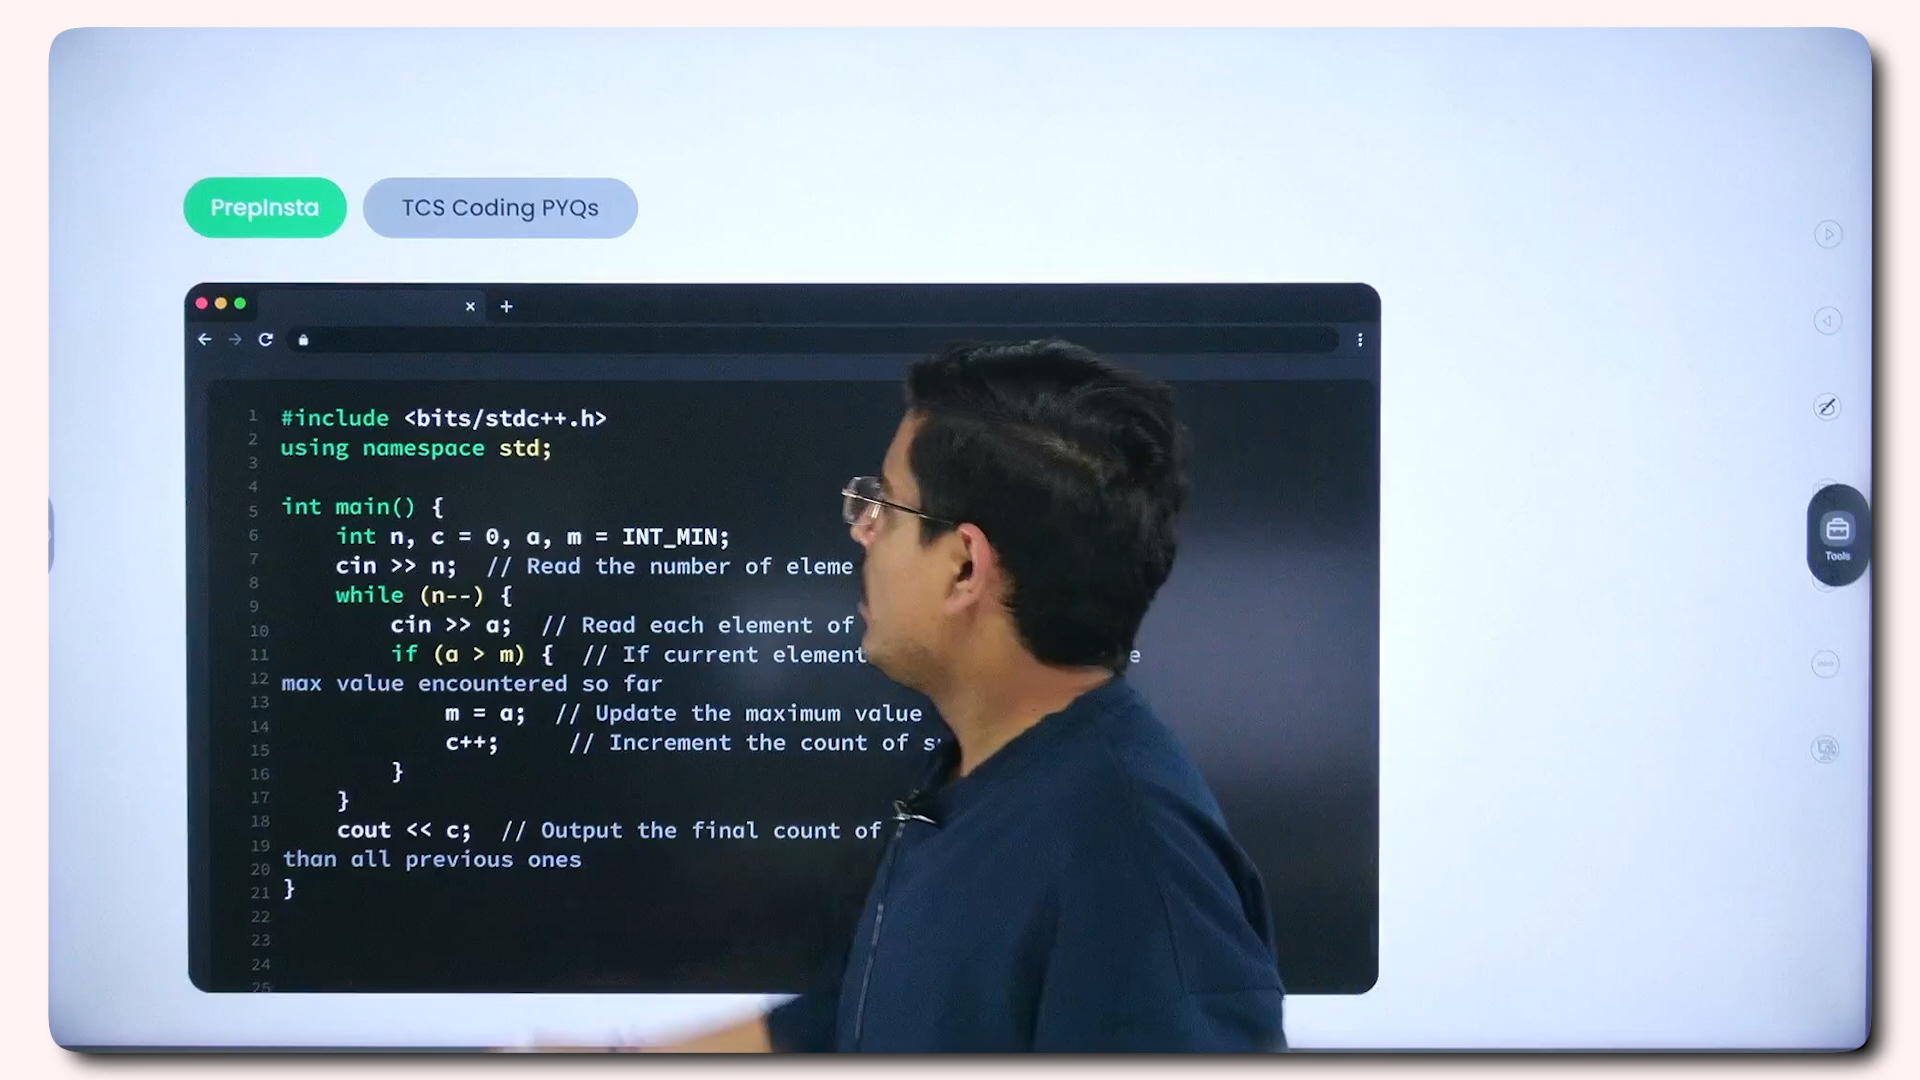 PrepInsta
TCS Coding PYQs
1
2
3
4
5
6
7
8
9
10
11
12
13
14
15
16
17
18
19
20
21
22
23
24
25
#include <bits/stdc++.h>
using namespace std;
int main() {
int n, c = 0, a, m = INT_MIN;
cin >> n; // Read the number of
while (n--) {
cin >> a; // Read each element of
if (a > m) { // If current element
max value encountered so far
m = a; // Update the maximum value
c++; // Increment the count of
}
}
cout << c; // Output the final count of
than all previous ones
}
Tools